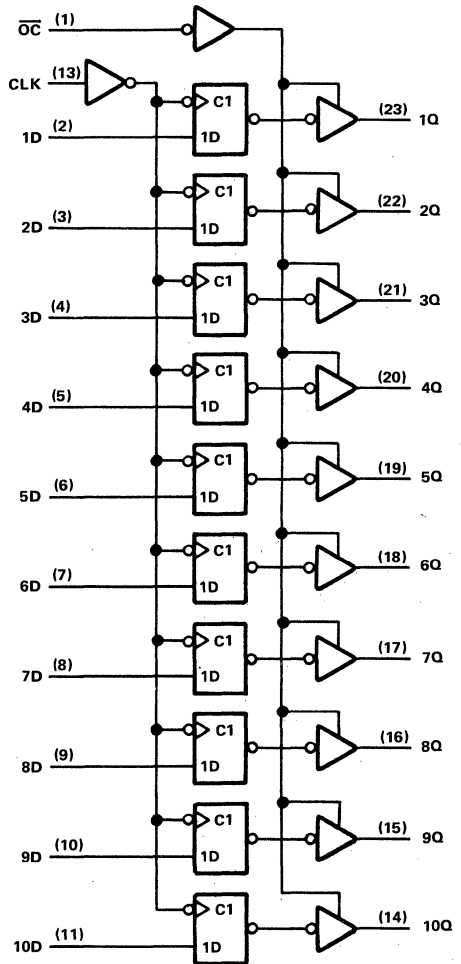 OC (1)
CLK (13)
C1
1D (2) 1D (23) 1Q
C1
2D (3) 1D (22) 2Q
C1
3D (4) 1D (21) 3Q
C1
4D (5) 1D (20) 4Q
C1
5D (6) 1D (19) 5Q
C1
6D (7) 1D (18) 6Q
C1
7D (8) 1D (17) 7Q
C1
8D (9) 1D (16) 8Q
C1
9D (10) 1D (15) 9Q
C1
10D (11) 1D (14) 10Q